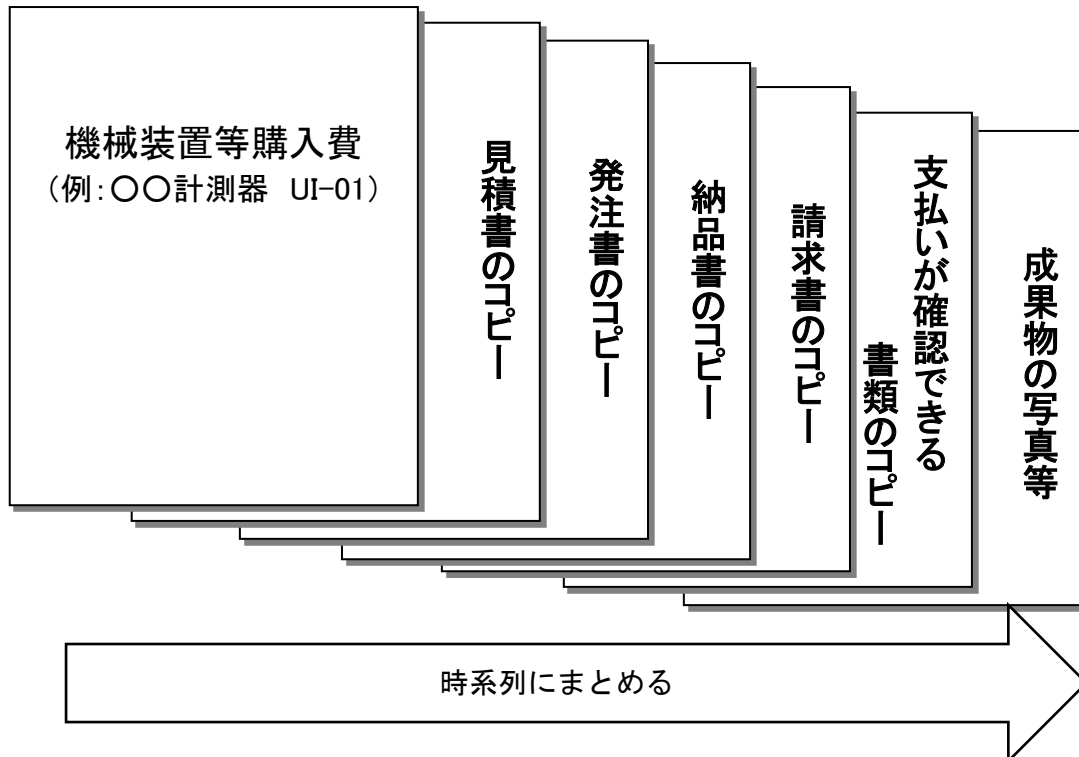 機械装置等購入費
（例：〇〇計測器　UI-01）
見積書のコピー
発注書のコピー
納品書のコピー
請求書のコピー
支払いが確認できる
書類のコピー
成果物の写真等
時系列にまとめる